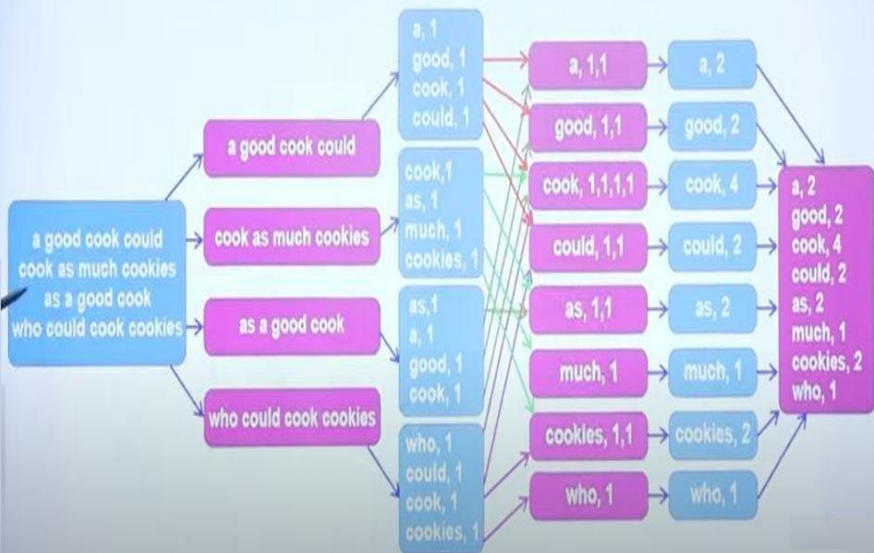 a good cook could
cook as much cookies
as a good cook
who could cook cookies
a good cook could
cook as much cookies
as a good cook
who could cook cookies
a, 1
good, 1
cook, 1
could, 1
cook,1
as, 1
much, 1
cookies, 1
as,1
a, 1
good, 1
cook, 1
who, 1
could, 1
cook, 1
cookies, 1
a, 1,1
good, 1,1
cook, 1,1,1,1
could, 1,1
as, 1,1
much, 1
cookies, 1,1
who, 1
a, 2
good, 2
cook, 4
could, 2
as, 2
much, 1
cookies, 2
who, 1
a, 2
good, 2
cook, 4
could, 2
as, 2
much, 1
cookies, 2
who, 1